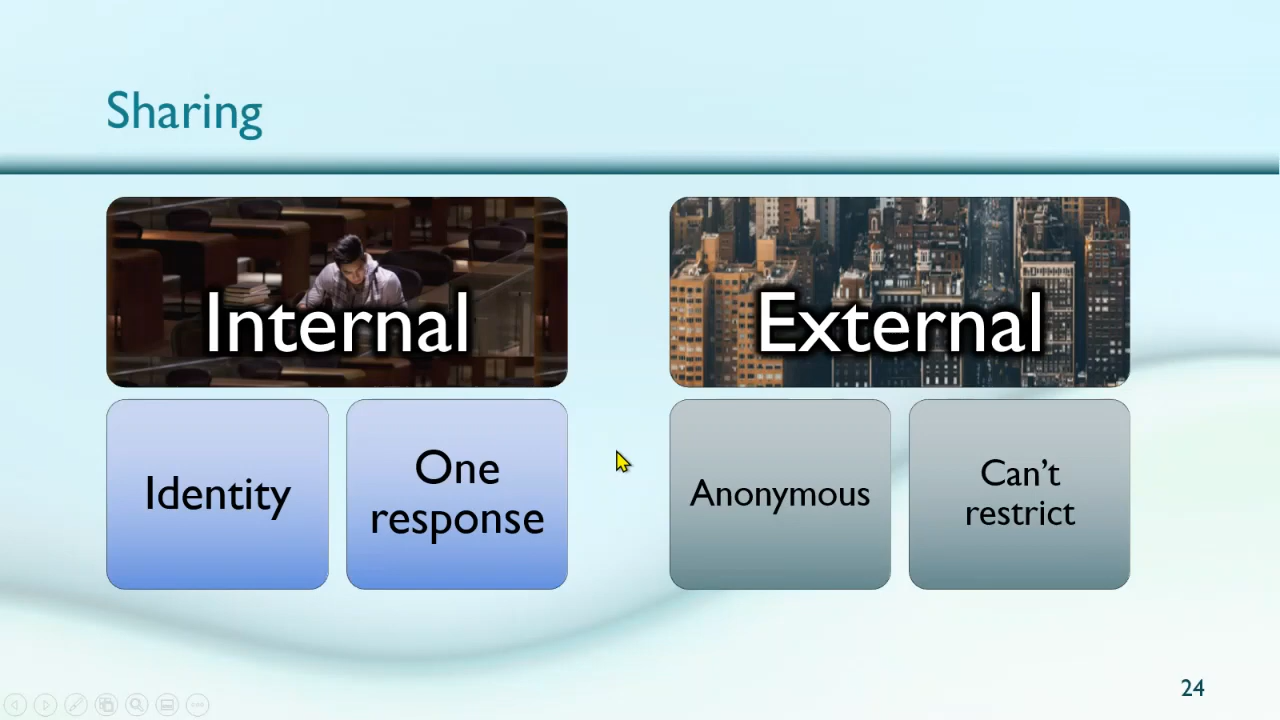 Sharing
Internal
External
Identity
One
response
Anonymous
Can’t
restrict
24